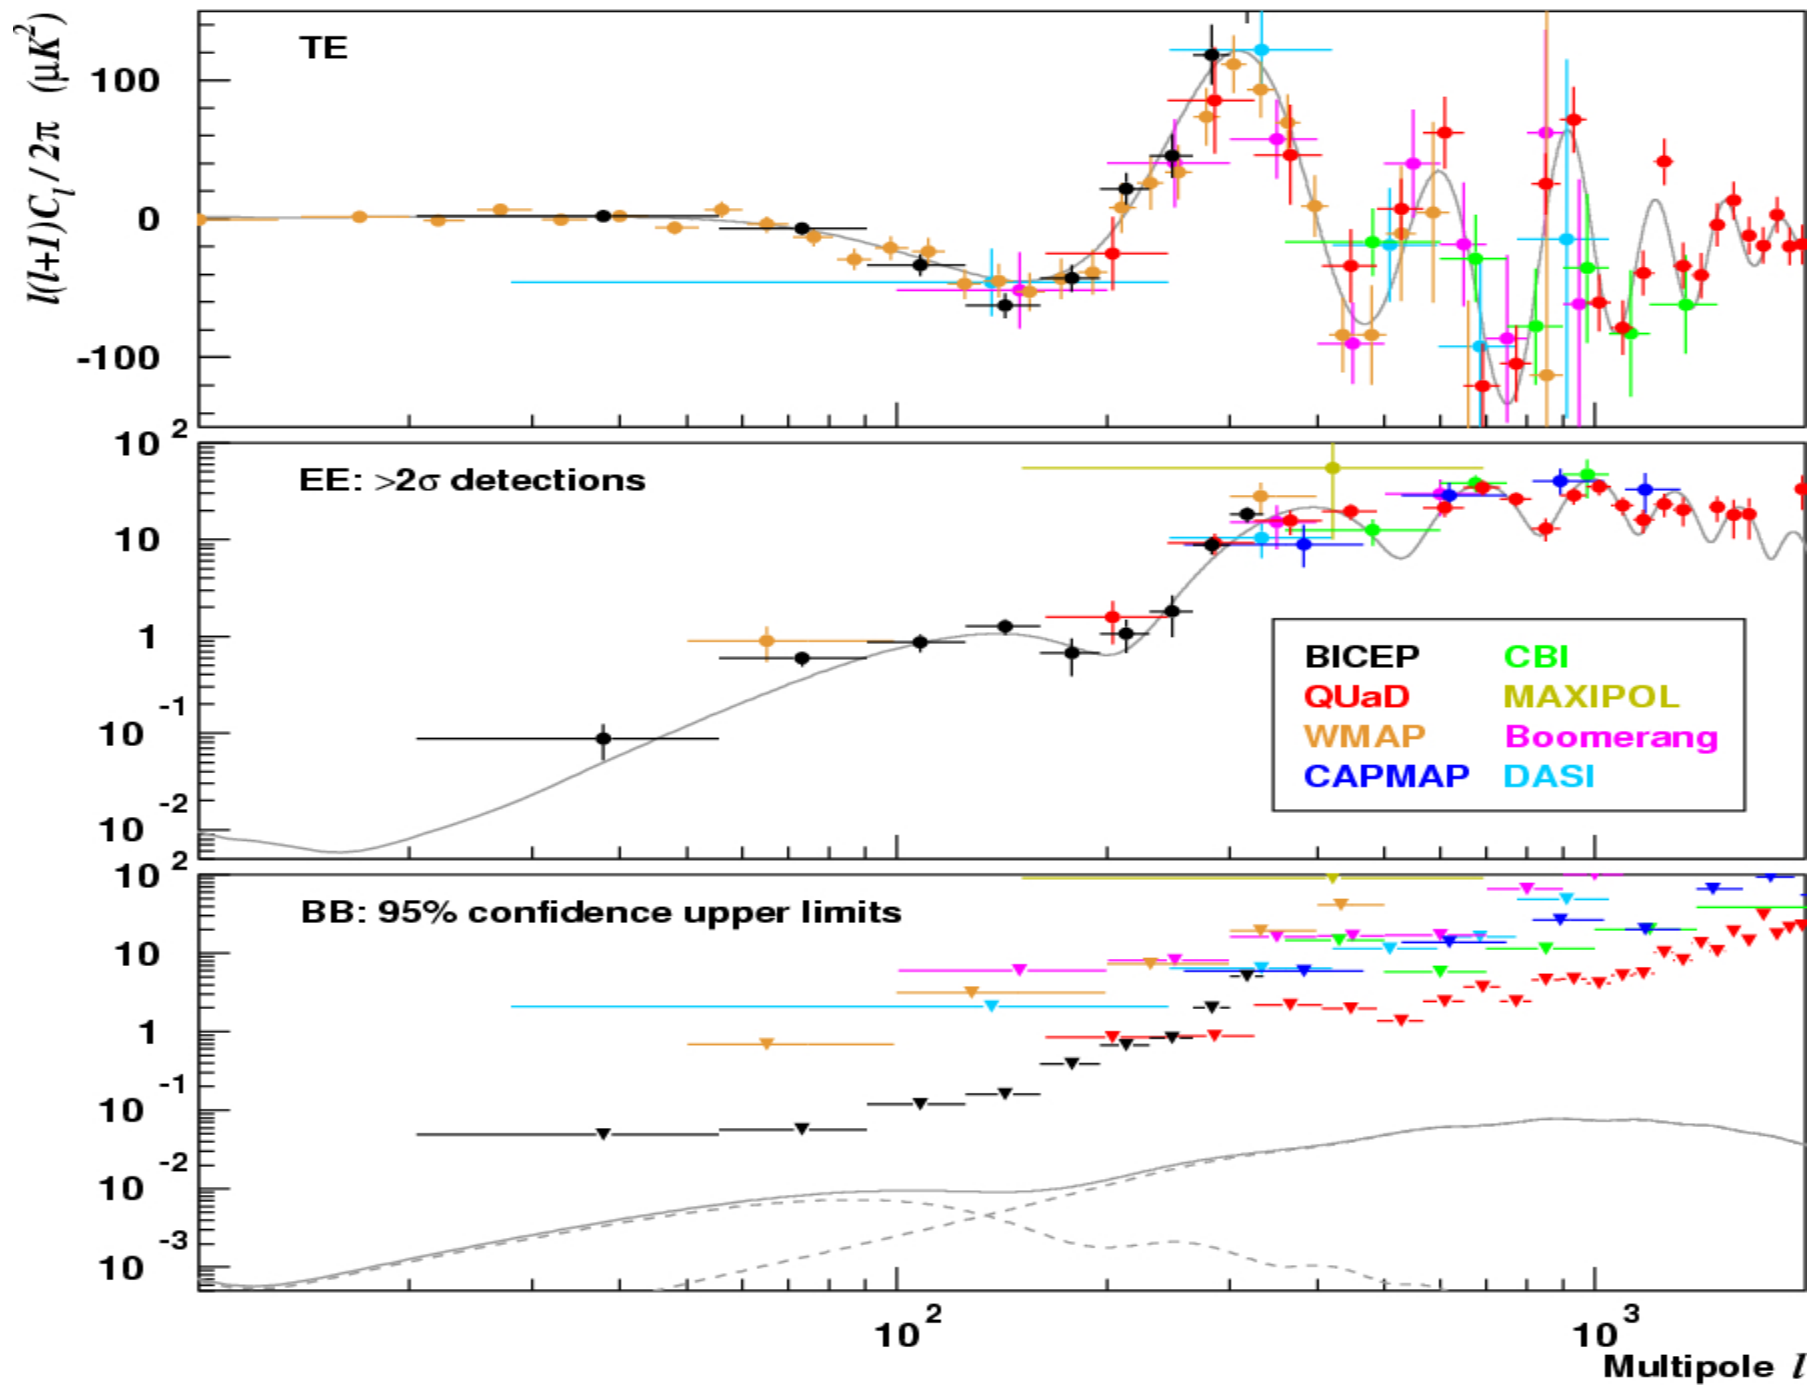 l(l+1)C_l / 2π (μK²)
TE
100
0
-100
10²
EE: >2σ detections
10
1
10⁻¹
10⁻²
BICEP CBI
QUaD MAXIPOL
WMAP Boomerang
CAPMAP DASI
2
10²
BB: 95% confidence upper limits
10
1
10⁻¹
10⁻²
10⁻³
10² 10³
Multipole l